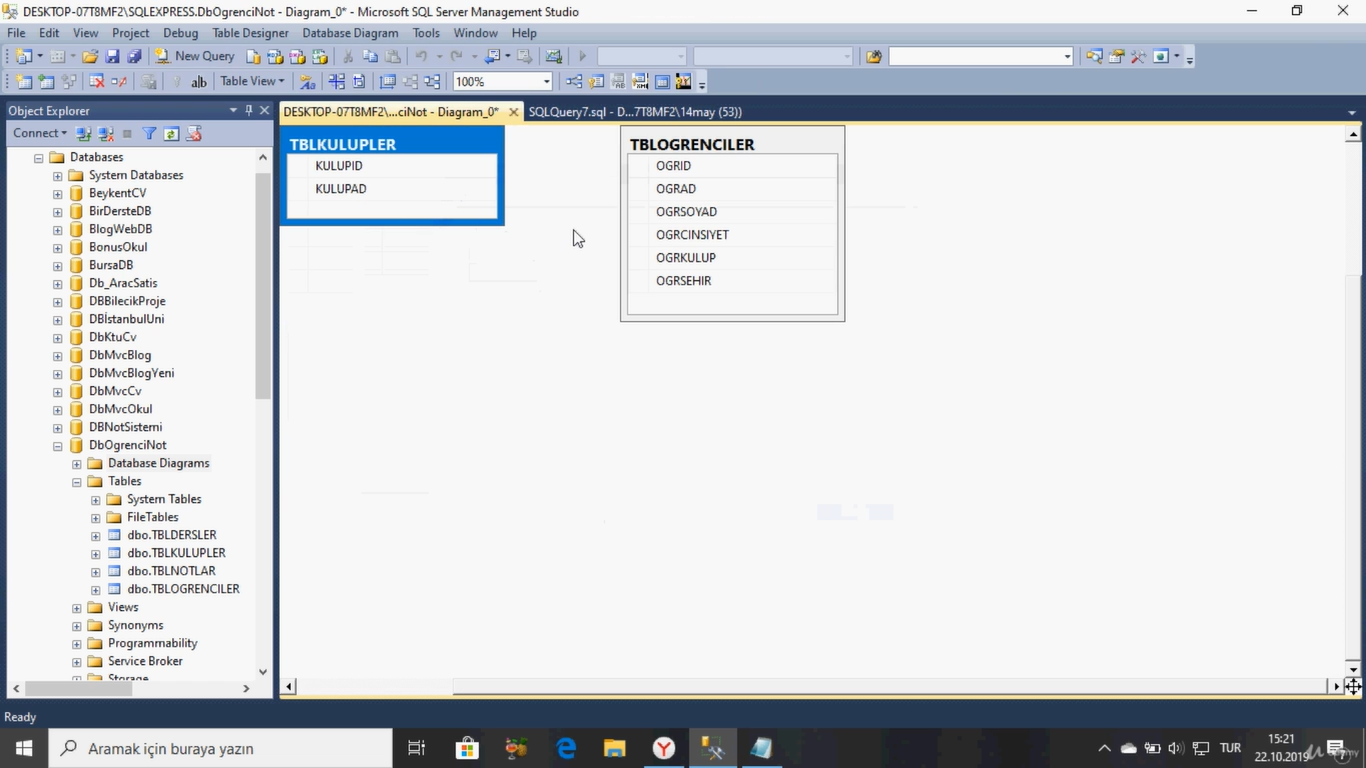 DESKTOP-07T8MF2\SQLEXPRESS.DbOgrenciNot - Diagram_0* - Microsoft SQL Server Management Studio
File Edit View Project Debug Table Designer Database Diagram Tools Window Help
New Query
Table View 100%
Object Explorer
DESKTOP-07T8MF2\...ciNot - Diagram_0* SQLQuery7.sql - D...7T8MF2\14may (53))
Connect
Databases
System Databases
BeykentCV
BirDersteDB
BlogWebDB
BonusOkul
BursaDB
Db_AracSatis
DBBilecikProje
DBİstanbulUni
DbKtuCv
DbMvcBlog
DbMvcBlogYeni
DbMvcCv
DbMvcOkul
DBNotSistemi
DbOgrenciNot
Database Diagrams
Tables
System Tables
FileTables
dbo.TBLDERSLER
dbo.TBLKULUPLER
dbo.TBLNOTLAR
dbo.TBLOGRENCILER
Views
Synonyms
Programmability
Service Broker
Storage
TBLKULUPLER
KULUPID
KULUPAD
TBLOGRENCILER
OGRID
OGRAD
OGRSOYAD
OGRCINSIYET
OGRKULUP
OGRSEHIR
Ready
Aramak için buraya yazın
TUR
15:21
22.10.2019